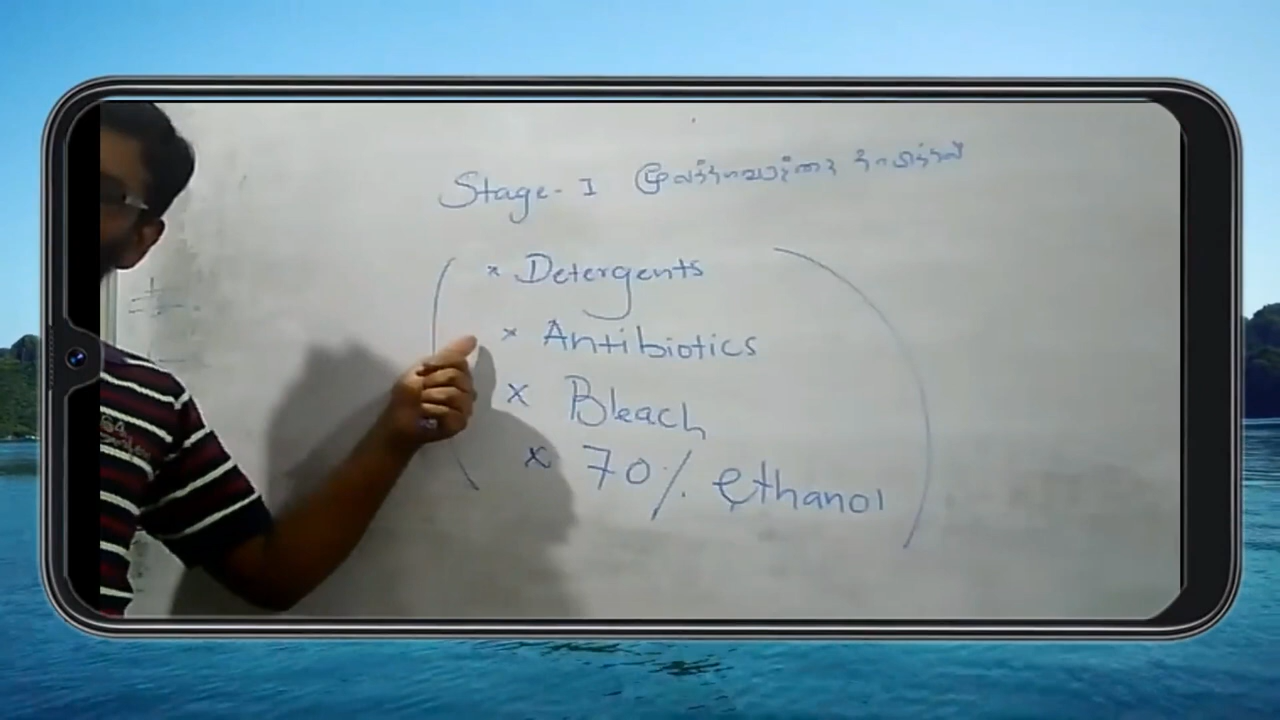 Stage - I
× Detergents
× Antibiotics
× Bleach
× 70% ethanol